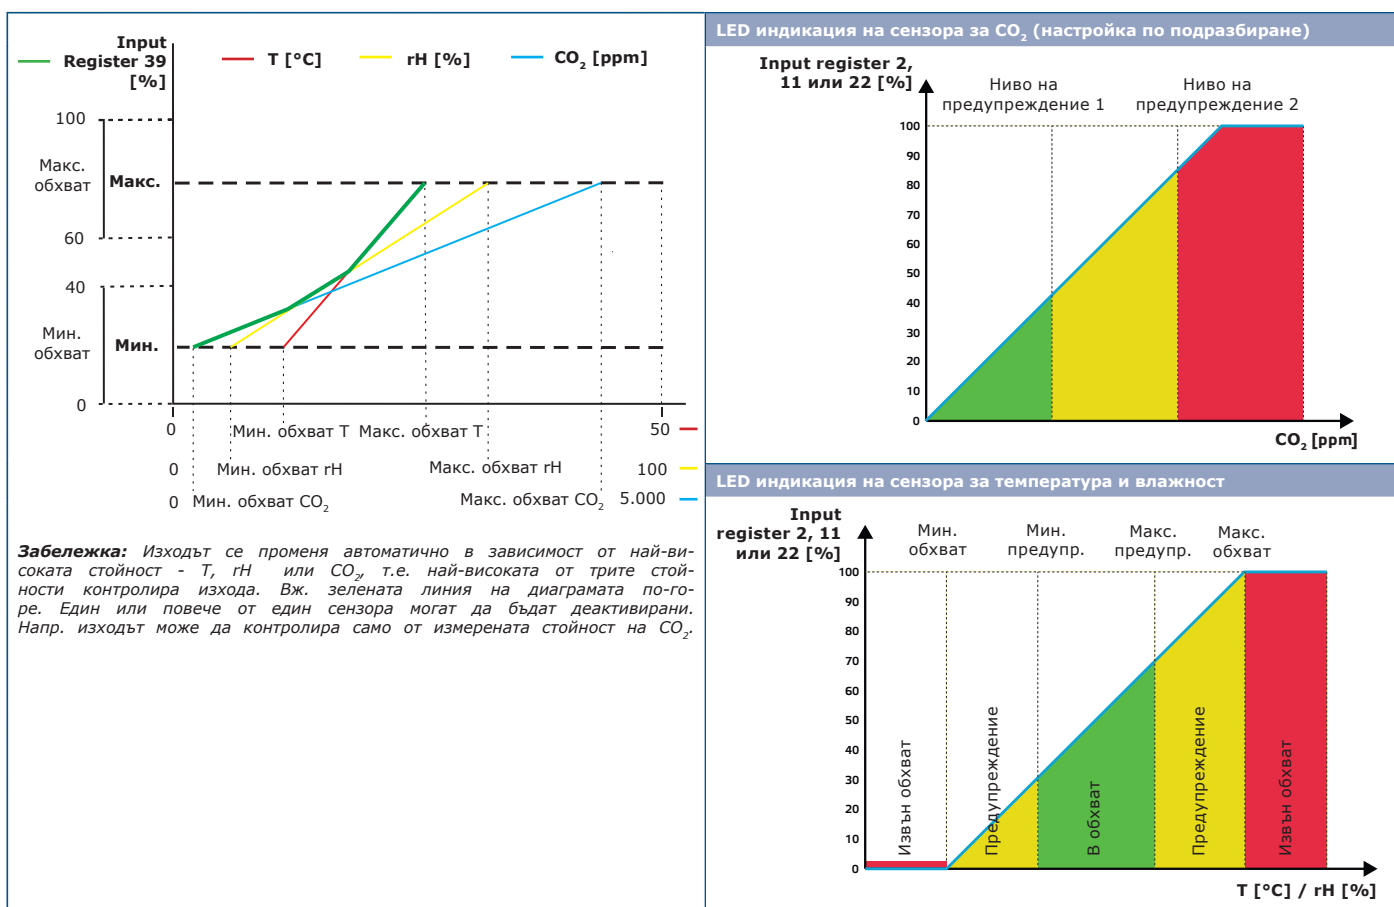 Input
Register 39
[%]
T [°C]
rH [%]
CO2 [ppm]
100
Макс.
обхват
Макс.
60
40
Мин.
обхват
Мин.
0
0
Мин. обхват T
Макс. обхват T
50
0
Мин. обхват rH
Макс. обхват rH
100
0
Мин. обхват CO2
Макс. обхват CO2
5.000
Забележка: Изходът се променя автоматично в зависимост от най-ви-
соката стойност - T, rH или CO2, т.е. най-високата от трите стой-
ности контролира изхода. Вж. зелената линия на диаграмата по-го-
ре. Един или повече от един сензора могат да бъдат деактивирани.
Напр. изходът може да контролира само от измерената стойност на CO2.
LED индикация на сензора за CO2 (настройка по подразбиране)
Input register 2,
11 или 22 [%]
Ниво на
предупреждение 1
Ниво на
предупреждение 2
100
90
80
70
60
50
40
30
20
10
0
CO2 [ppm]
LED индикация на сензора за температура и влажност
Input
register 2, 11
или 22 [%]
Мин.
обхват
Мин.
предупр.
Макс.
предупр.
Макс.
обхват
100
90
80
70
60
50
40
30
20
10
0
Извън обхват
Предупреждение
В обхват
Предупреждение
Извън обхват
T [°C] / rH [%]